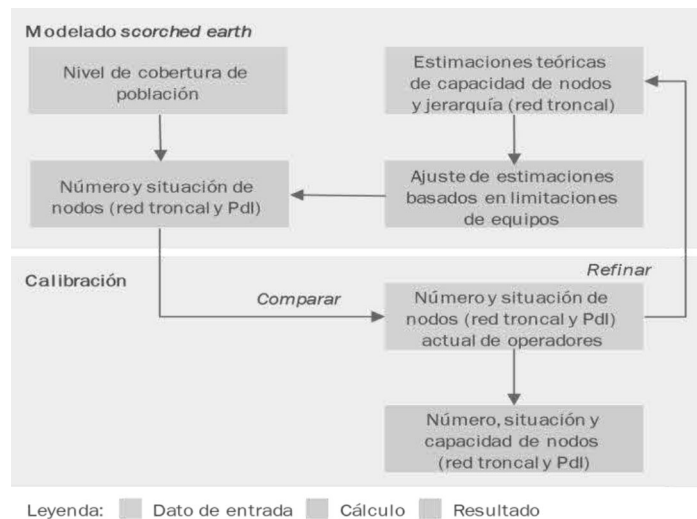 Modelado scorched earth
Nivel de cobertura de
población
Estimaciones teóricas
de capacidad de nodos
y jerarquía (red troncal)
Número y situación de
nodos (red troncal y PdI)
Ajuste de estimaciones
basados en limitaciones
de equipos
Calibración
Comparar
Refinar
Número y situación de
nodos (red troncal y PdI)
actual de operadores
Número, situación y
capacidad de nodos
(red troncal y PdI)
Leyenda: Dato de entrada Cálculo Resultado